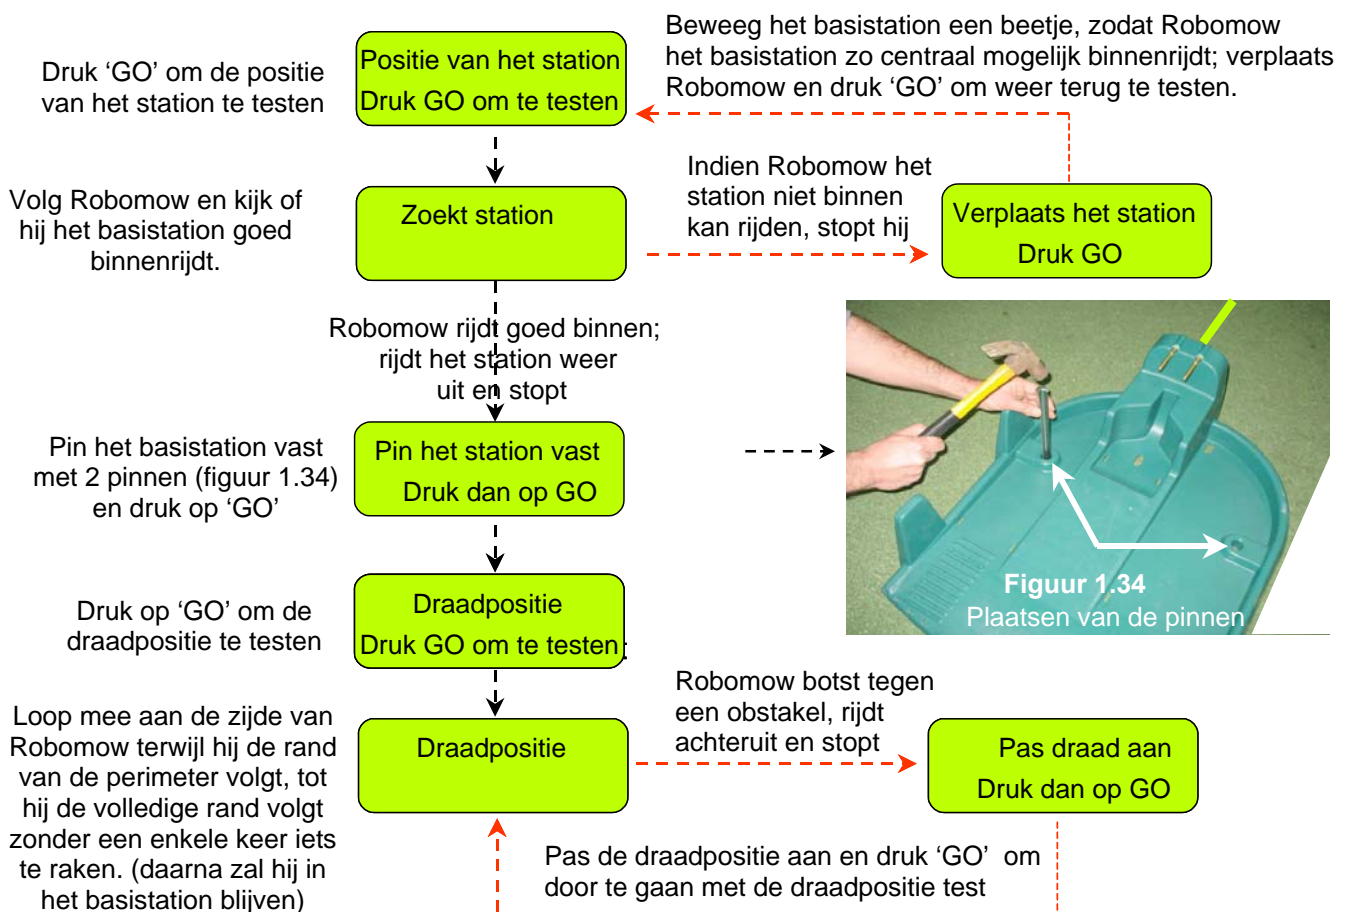 Druk ‘GO’ om de positie
van het station te testen
Positie van het station
Druk GO om te testen
Beweeg het basistation een beetje, zodat Robomow
het basistation zo centraal mogelijk binnenrijdt; verplaats
Robomow en druk ‘GO’ om weer terug te testen.
Volg Robomow en kijk of
hij het basistation goed
binnenrijdt.
Zoekt station
Indien Robomow het
station niet binnen
kan rijden, stopt hij
Verplaats het station
Druk GO
Robomow rijdt goed binnen;
rijdt het station weer
uit en stopt
Pin het basistation vast
met 2 pinnen (figuur 1.34)
en druk op ‘GO’
Pin het station vast
Druk dan op GO
Figuur 1.34
Plaatsen van de pinnen
Druk op ‘GO’ om de
draadpositie te testen
Draadpositie
Druk GO om te testen
Loop mee aan de zijde van
Robomow terwijl hij de rand
van de perimeter volgt, tot
hij de volledige rand volgt
zonder een enkele keer iets
te raken. (daarna zal hij in
het basistation blijven)
Draadpositie
Robomow botst tegen
een obstakel, rijdt
achteruit en stopt
Pas draad aan
Druk dan op GO
Pas de draadpositie aan en druk ‘GO’ om
door te gaan met de draadpositie test